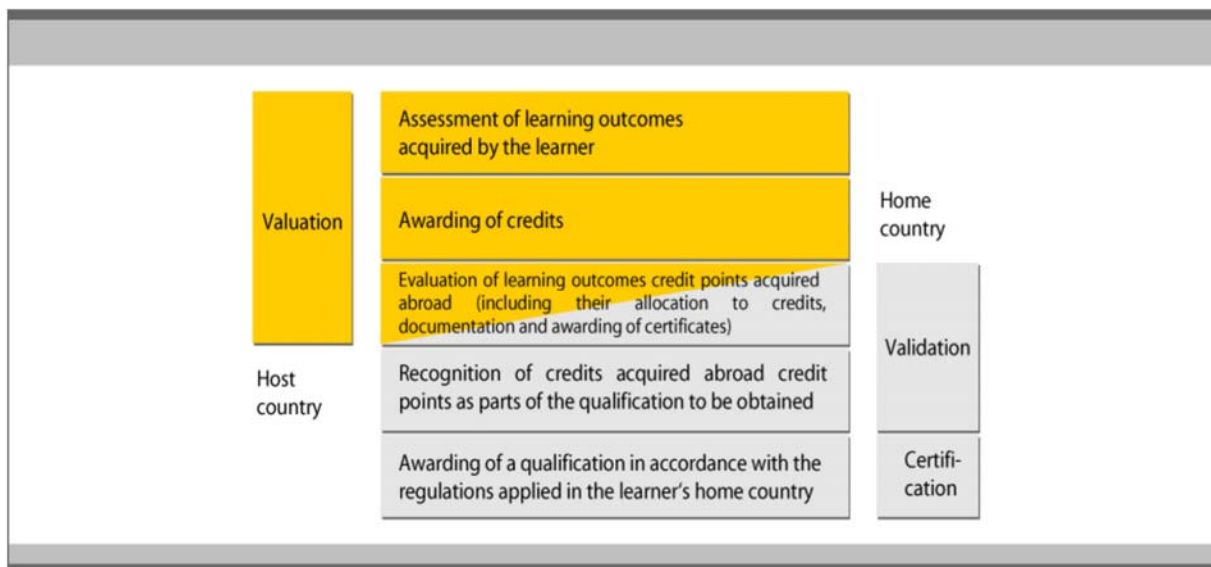 Valuation
Host
country
Assessment of learning outcomes
acquired by the learner
Awarding of credits
Evaluation of learning outcomes credit points acquired
abroad (including their allocation to credits,
documentation and awarding of certificates)
Recognition of credits acquired abroad credit
points as parts of the qualification to be obtained
Awarding of a qualification in accordance with the
regulations applied in the learner‘s home country
Home
country
Validation
Certifi-
cation